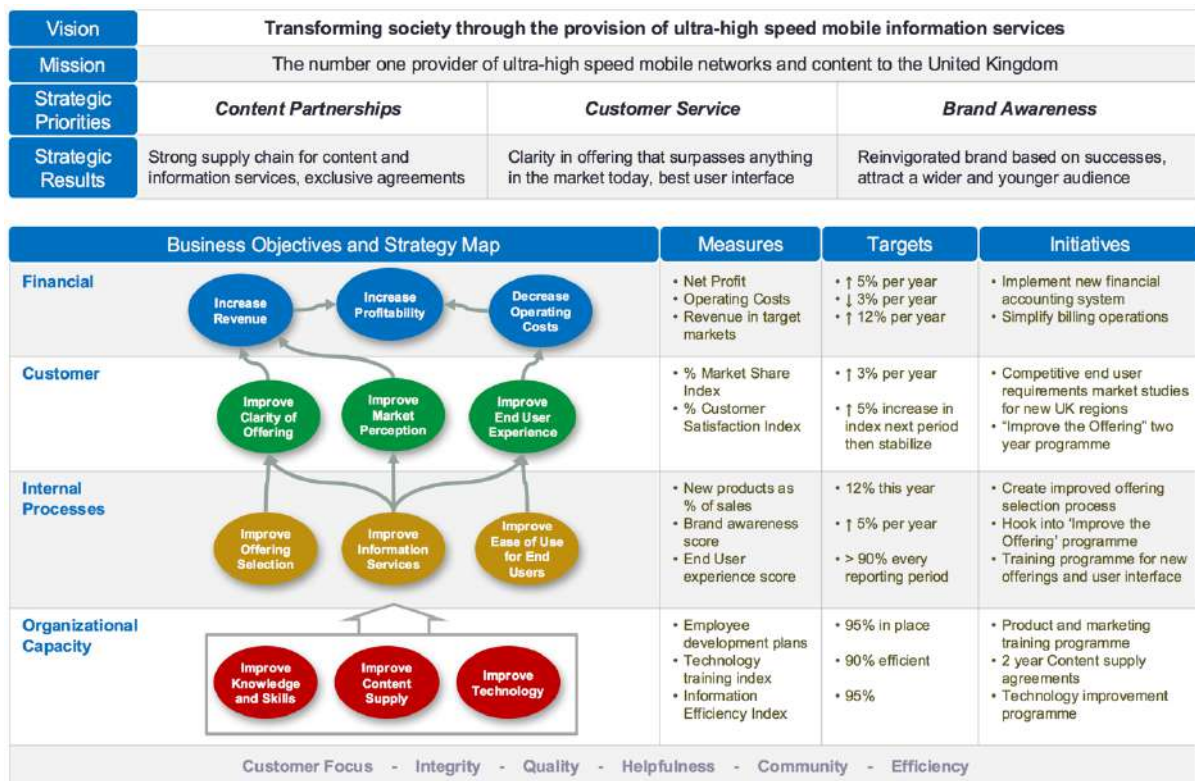 Vision
Transforming society through the provision of ultra-high speed mobile information services
Mission
The number one provider of ultra-high speed mobile networks and content to the United Kingdom
Strategic
Priorities
Content Partnerships
Customer Service
Brand Awareness
Strategic
Results
Strong supply chain for content and
information services, exclusive agreements
Clarity in offering that surpasses anything
in the market today, best user interface
Reinvigorated brand based on successes,
attract a wider and younger audience
Business Objectives and Strategy Map
Measures
Targets
Initiatives
Financial
Increase
Revenue
Increase
Profitability
Decrease
Operating
Costs
• Net Profit
• Operating Costs
• Revenue in target
markets
• ↑ 5% per year
• ↓ 3% per year
• ↑ 12% per year
• Implement new financial
accounting system
• Simplify billing operations
Customer
Improve
Clarity of
Offering
Improve
Market
Perception
Improve
End User
Experience
• % Market Share
Index
• % Customer
Satisfaction Index
• ↑ 3% per year
• ↑ 5% increase in
index next period
then stabilize
• Competitive end user
requirements market studies
for new UK regions
• "Improve the Offering" two
year programme
Internal
Processes
Improve
Offering
Selection
Improve
Information
Services
Improve
Ease of Use
for End
Users
• New products as
% of sales
• Brand awareness
score
• End User
experience score
• 12% this year
• ↑ 5% per year
• > 90% every
reporting period
• Create improved offering
selection process
• Hook into 'Improve the
Offering' programme
• Training programme for new
offerings and user interface
Organizational
Capacity
Improve
Knowledge
and Skills
Improve
Content
Supply
Improve
Technology
• Employee
development plans
• Technology
training index
• Information
Efficiency Index
• 95% in place
• 90% efficient
• 95%
• Product and marketing
training programme
• 2 year Content supply
agreements
• Technology improvement
programme
Customer Focus - Integrity - Quality - Helpfulness - Community - Efficiency